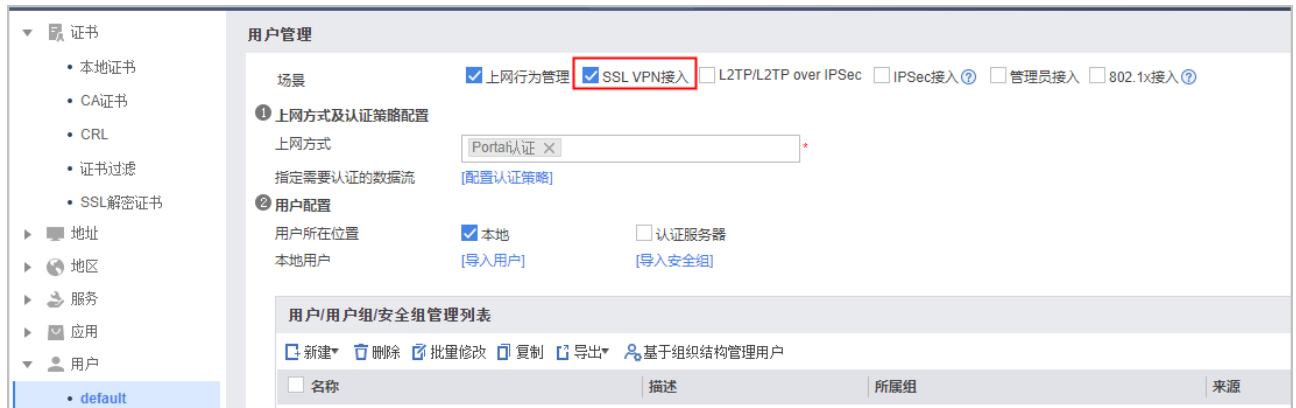 证书
本地证书
CA证书
CRL
证书过滤
SSL解密证书
地址
地区
服务
应用
用户
default
用户管理
场景 上网行为管理 SSL VPN接入 L2TP/L2TP over IPSec IPSec接入? 管理员接入 802.1x接入?
1 上网方式及认证策略配置
上网方式 Portal认证 *
指定需要认证的数据流 [配置认证策略]
2 用户配置
用户所在位置 本地 认证服务器
本地用户 [导入用户] [导入安全组]
用户/用户组/安全组管理列表
新建 删除 批量修改 复制 导出 基于组织结构管理用户
名称 描述 所属组 来源